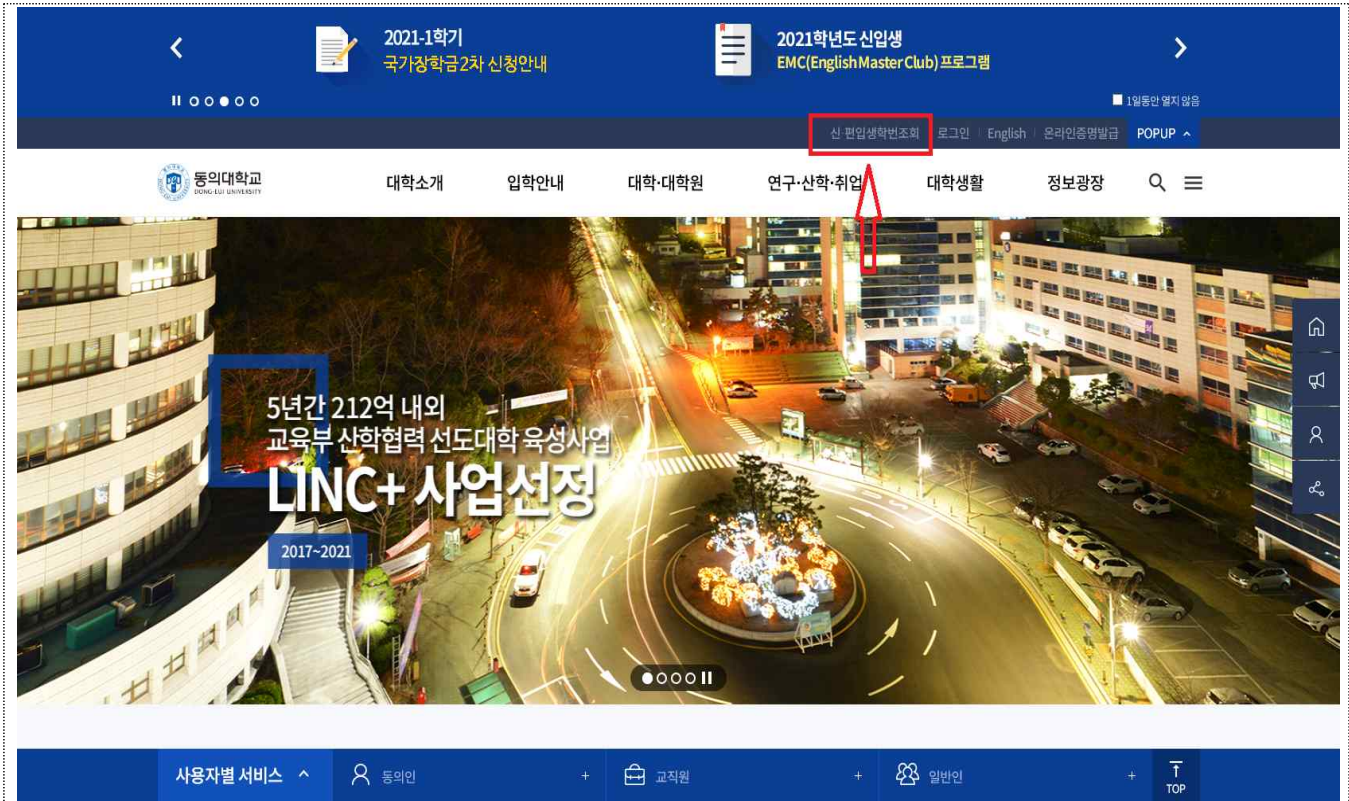 2021-1학기
국가장학금2차 신청안내
2021학년도 신입생
EMC(English Master Club) 프로그램
1일동안 열지 않음
신·편입생학번조회 로그인 English 온라인증명발급 POPUP
동의대학교
DONG-EUI UNIVERSITY
대학소개 입학안내 대학·대학원 연구·산학·취업 대학생활 정보광장
5년간 212억 내외
교육부 산학협력 선도대학 육성사업
LINC+ 사업선정
2017~2021
사용자별 서비스 동의인 + 교직원 + 일반인 +
TOP